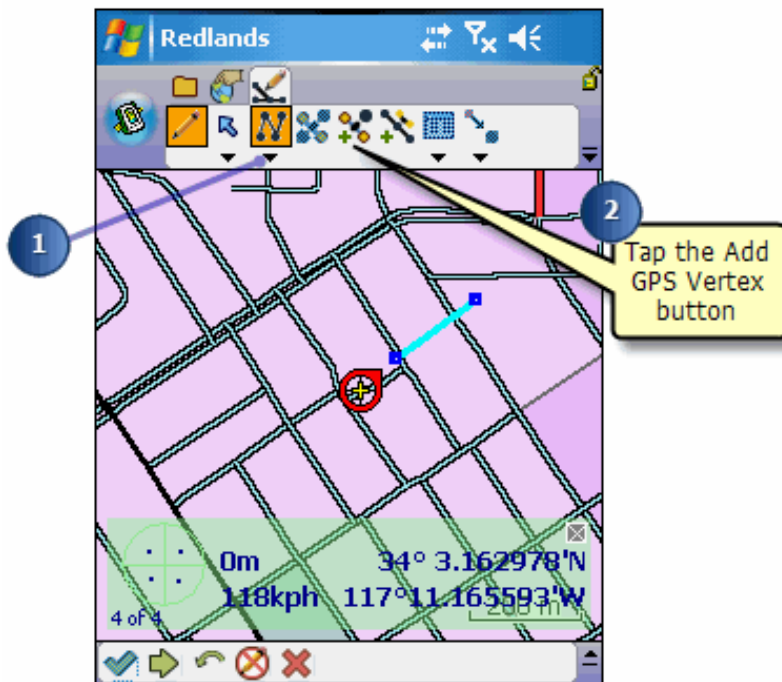 Redlands
1
2
Tap the Add
GPS Vertex
button
0m 34° 3.162978'N
118kph 117°11.165593'W
4 of 4